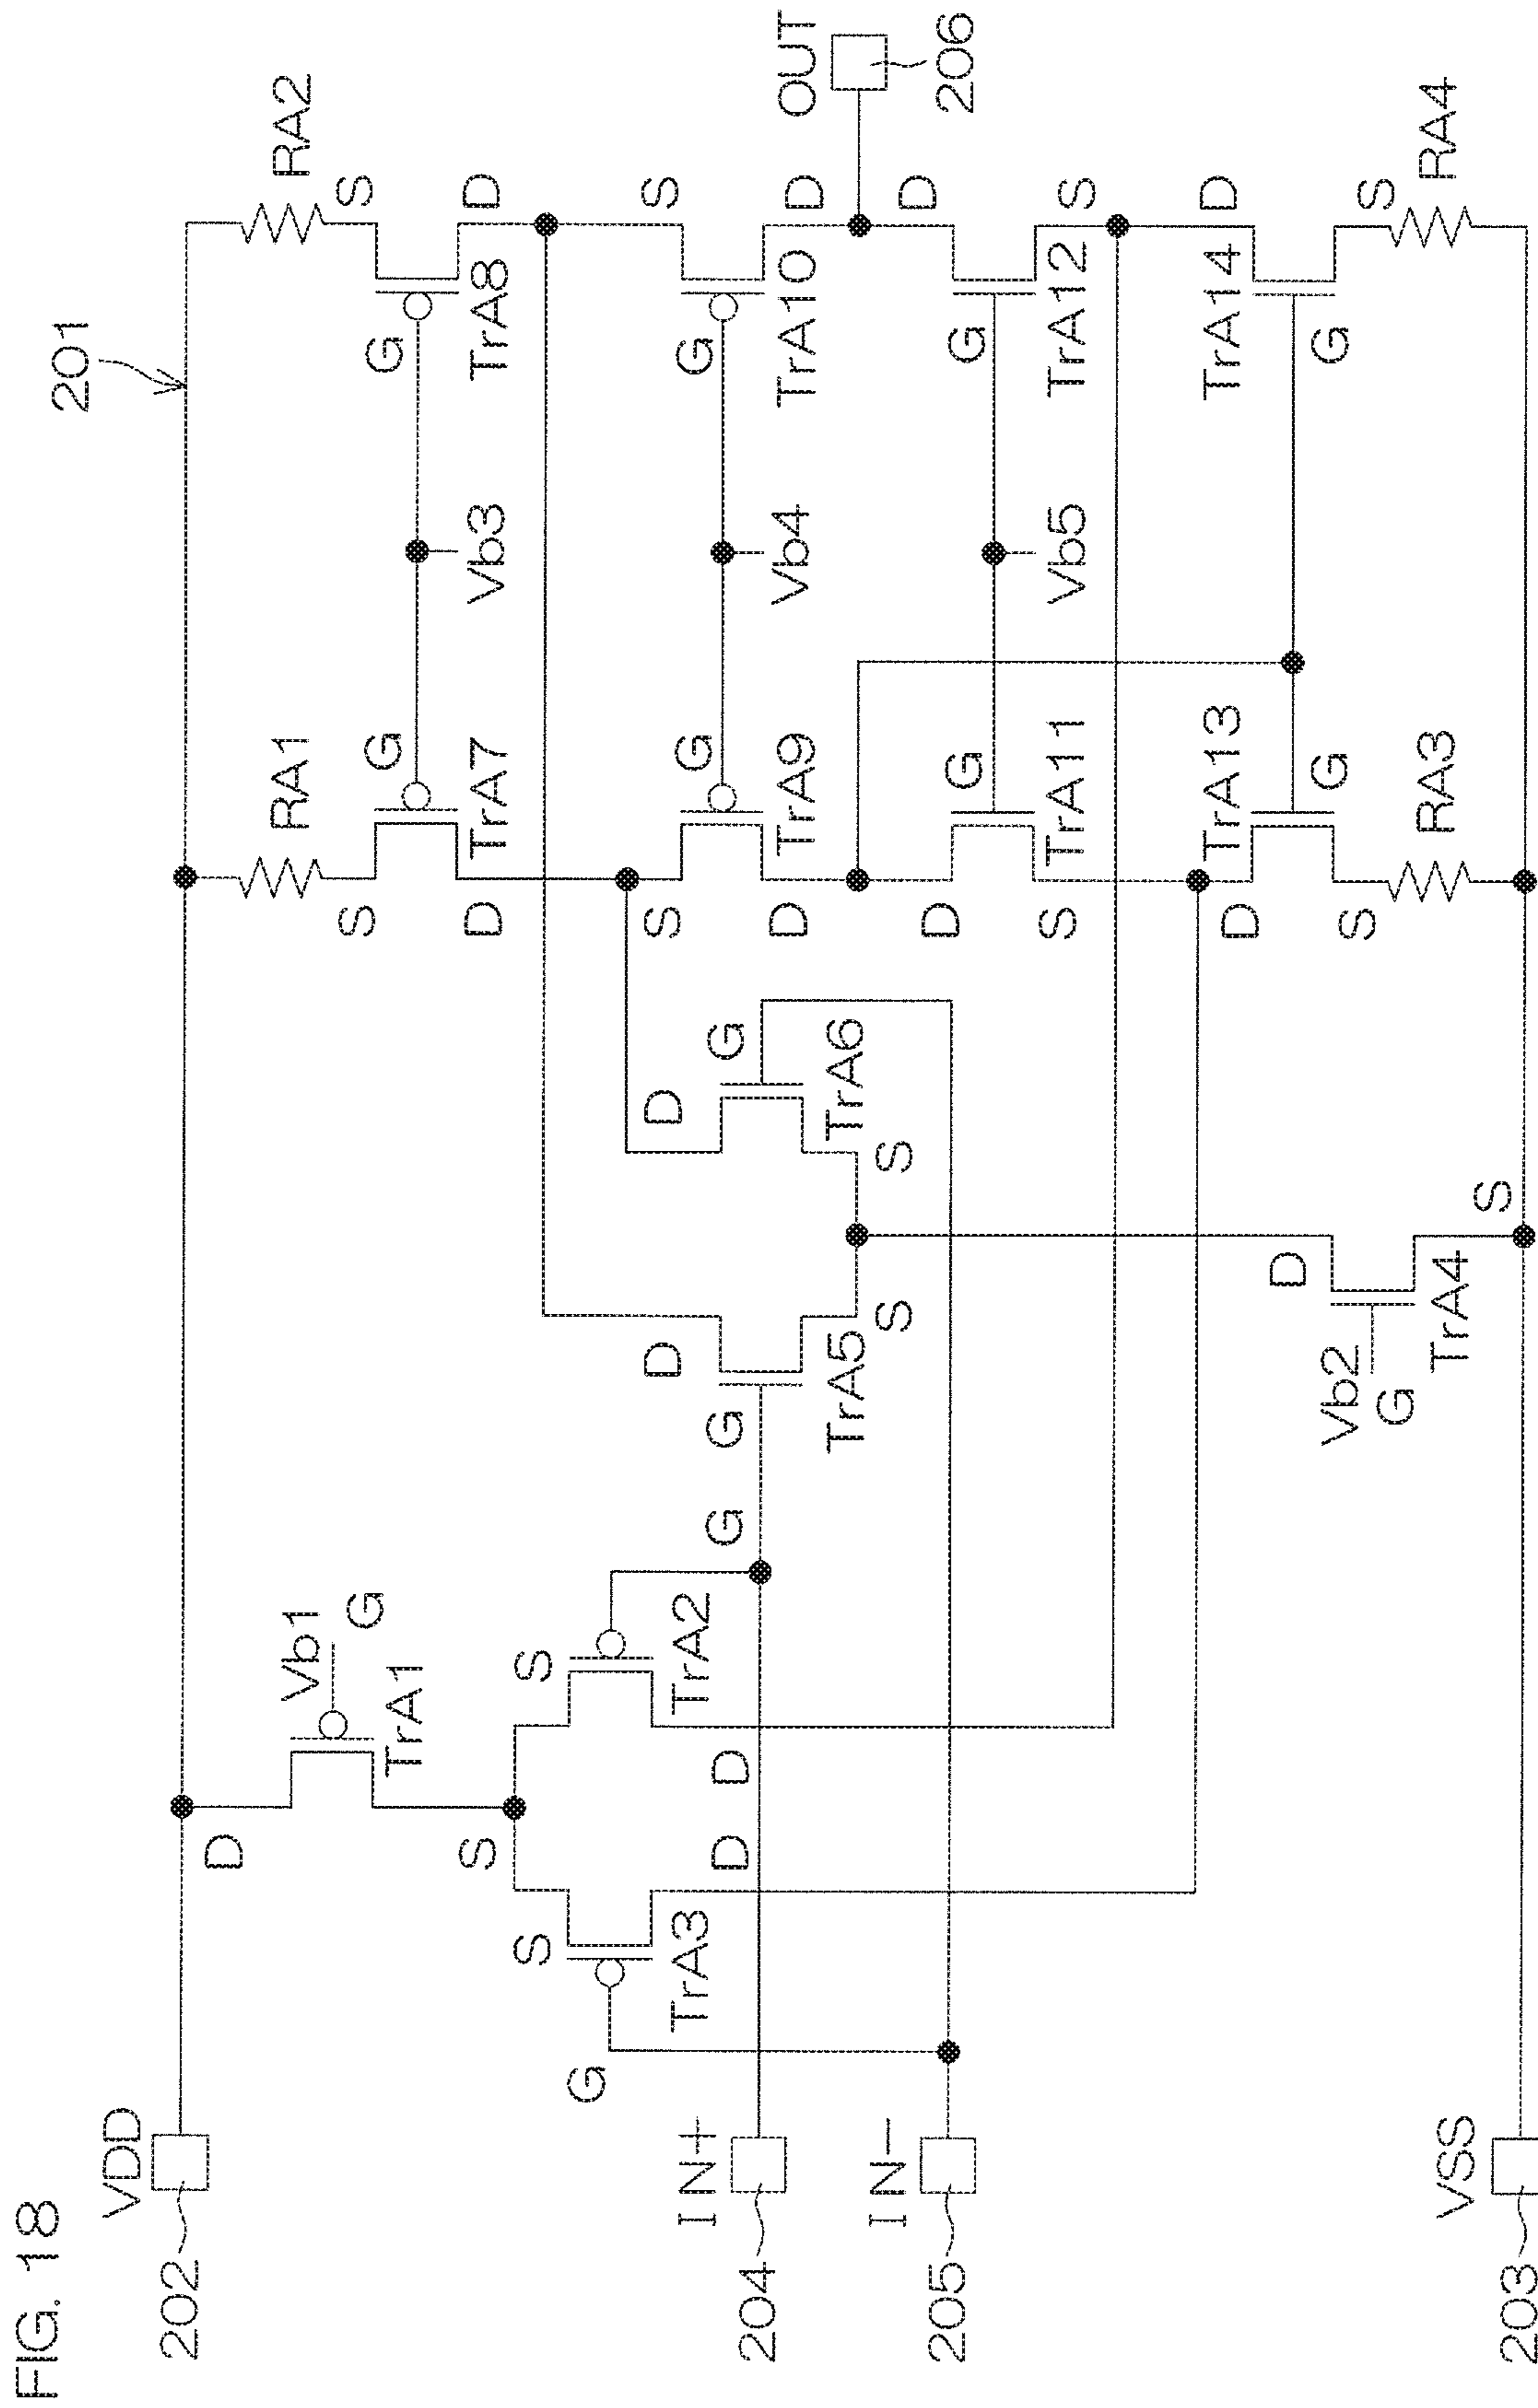 FIG. 18
201
VDD
202
D
Vb1
G
TrA1
S
S
S
TrA3
TrA2
G
D
D
G
G
IN+
204
IN−
205
D
D
G
TrA5
TrA6
S
S
Vb2
G
D
TrA4
S
VSS
203
RA1
RA2
S
S
G
G
D
D
TrA7
Vb3
TrA8
S
S
G
G
D
D
TrA9
Vb4
TrA10
OUT
206
D
D
G
G
S
S
TrA11
Vb5
TrA12
D
TrA13
TrA14
D
G
G
S
S
RA3
RA4